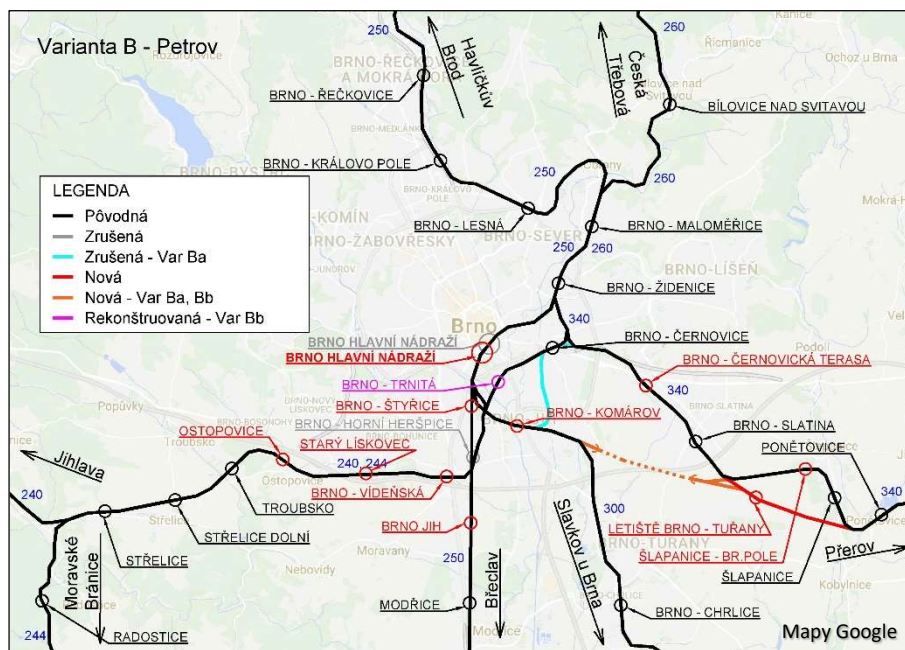 Varianta B - Petrov
250
Havlíčkův
Brod
260
Česká
Třebová
BRNO - ŘEČKOVICE
BÍLOVICE NAD SVITAVOU
BRNO - KRÁLOVO POLE
250
260
LEGENDA
Pôvodná
Zrušená
Zrušená - Var Ba
Nová
Nová - Var Ba, Bb
Rekonštruovaná - Var Bb
BRNO - LESNÁ
BRNO - MALOMĚŘICE
250
260
BRNO - ŽIDENICE
340
BRNO HLAVNÍ NÁDRAŽÍ
BRNO HLAVNÍ NÁDRAŽÍ
BRNO - ČERNOVICE
BRNO - ČERNOVICKÁ TERASA
BRNO - TRNITÁ
340
BRNO - ŠTYŘICE
BRNO - HORNÍ HERŠPICE
BRNO - KOMÁROV
BRNO - SLATINA
PONĚTOVICE
OSTOPOVICE
STARÝ LÍSKOVEC
240, 244
Jihlava
BRNO - VÍDEŇSKÁ
240
TROUBSKO
STŘELICE DOLNÍ
STŘELICE
BRNO JIH
300
LETIŠTĚ BRNO - TUŘANY
340
ŠLAPANICE - BR.POLE
ŠLAPANICE
Přerov
Moravské
Bránice
250
Břeclav
Slavkov u Brna
MODŘICE
BRNO - CHRLICE
244
RADOSTICE
Mapy Google